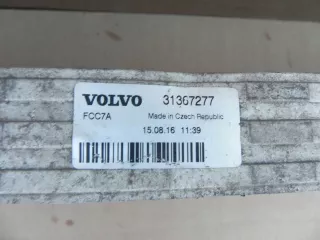 VOLVO 31367277
FCC7A Made in Czech Republic
15.08.16 11:39